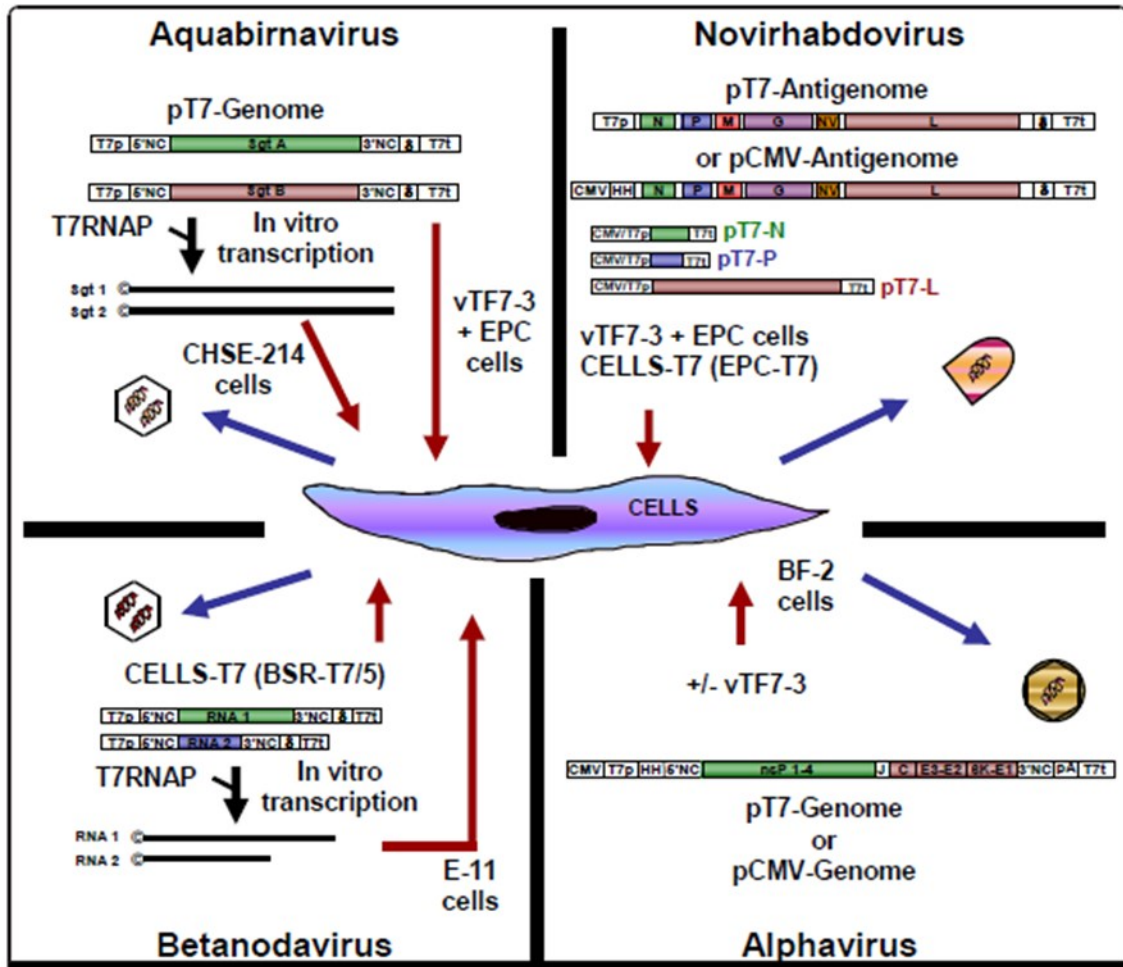 Aquabirnavirus
pT7-Genome
T7p 5'NC Sgt A 3'NC δ T7t
T7p 5'NC Sgt B 3'NC δ T7t
T7RNAP
In vitro
transcription
Sgt 1 C
Sgt 2 C
CHSE-214
cells
vTF7-3
+ EPC
cells
Novirhabdovirus
pT7-Antigenome
T7p N P M G NV L δ T7t
or pCMV-Antigenome
CMV HH N P M G NV L δ T7t
CMV/T7p T7t pT7-N
CMV/T7p T7t pT7-P
CMV/T7p T7t pT7-L
vTF7-3 + EPC cells
CELLS-T7 (EPC-T7)
CELLS
CELLS-T7 (BSR-T7/5)
T7p 5'NC RNA 1 3'NC δ T7t
T7p 5'NC RNA 2 3'NC δ T7t
T7RNAP
In vitro
transcription
RNA 1 C
RNA 2 C
E-11
cells
Betanodavirus
BF-2
cells
+/- vTF7-3
CMV T7p HH 5'NC nsP 1-4 J C E3-E2 6K-E1 3'NC pA T7t
pT7-Genome
or
pCMV-Genome
Alphavirus